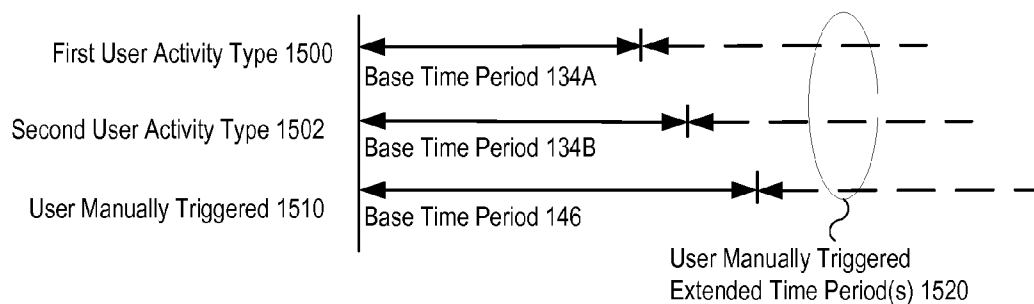 First User Activity Type 1500
Base Time Period 134A
Second User Activity Type 1502
Base Time Period 134B
User Manually Triggered 1510
Base Time Period 146
User Manually Triggered
Extended Time Period(s) 1520